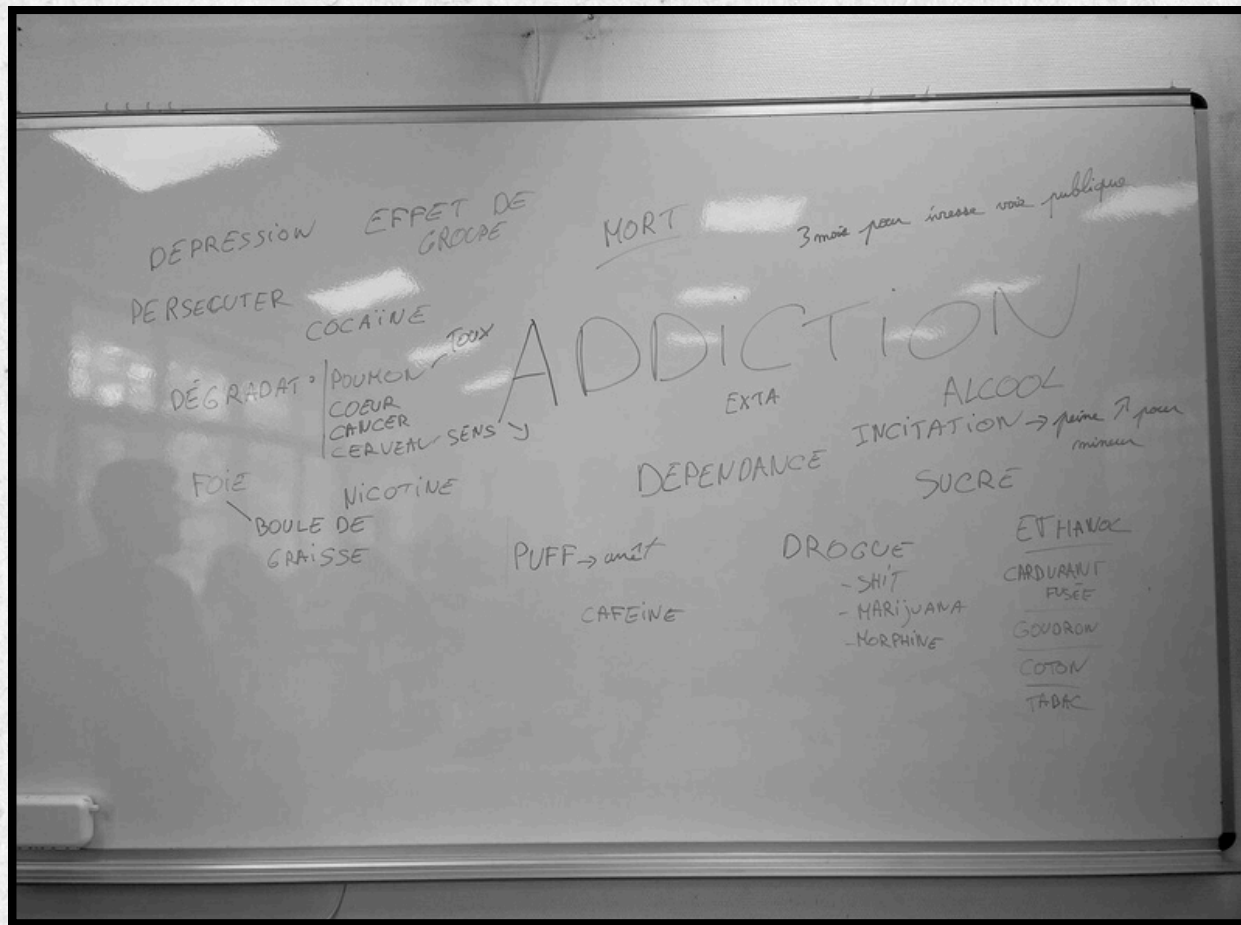 DEPRESSION
EFFET DE
GROUPE
MORT
3 mois pour ivresse voie publique
PERSECUTER
COCAÏNE
ADDICTION
DÉGRADAT°
POUMON - TOUX
COEUR
CANCER
CERVEAU - SENS
EXTA
ALCOOL
INCITATION → peine ↗ pour
mineur
DEPENDANCE
SUCRE
FOIE
BOULE DE
GRAISSE
NICOTINE
PUFF → arrêt
CAFEINE
DROGUE
- SHIT
- MARIJUANA
- MORPHINE
ETHANOL
CARDURANT
FUSÉE
GOUDRON
COTON
TABAC